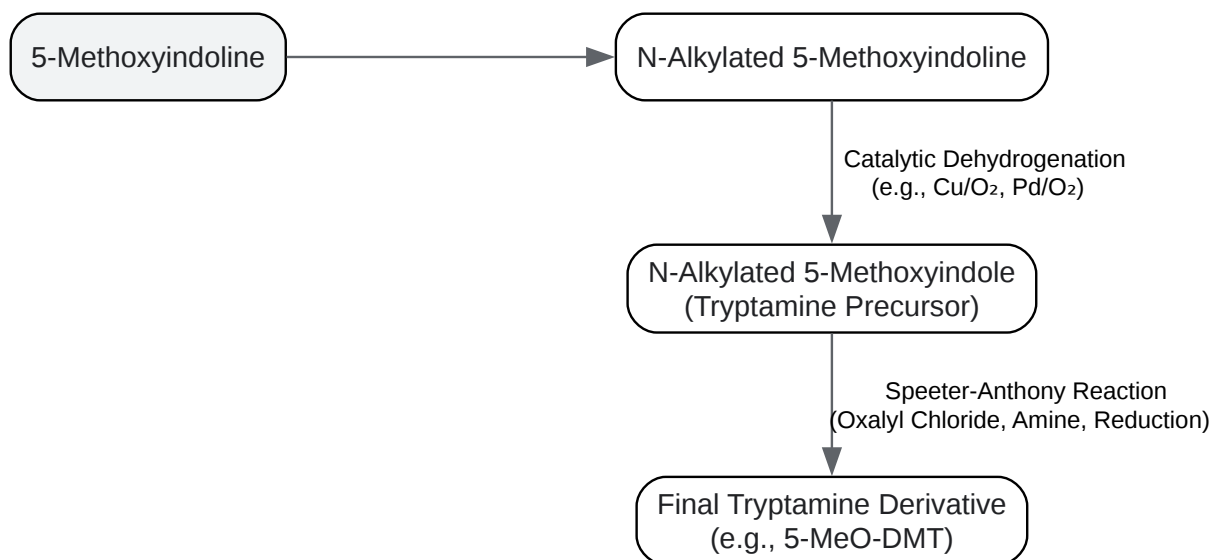 5-Methoxyindoline
N-Alkylated 5-Methoxyindoline
Catalytic Dehydrogenation
(e.g., Cu/O₂, Pd/O₂)
N-Alkylated 5-Methoxyindole
(Tryptamine Precursor)
Speeter-Anthony Reaction
(Oxalyl Chloride, Amine, Reduction)
Final Tryptamine Derivative
(e.g., 5-MeO-DMT)